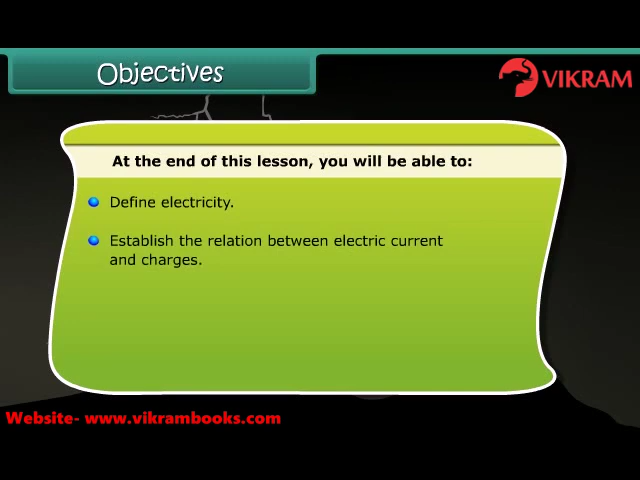 Objectives
VIKRAM
At the end of this lesson, you will be able to:
Define electricity.
Establish the relation between electric current
and charges.
Website- www.vikrambooks.com